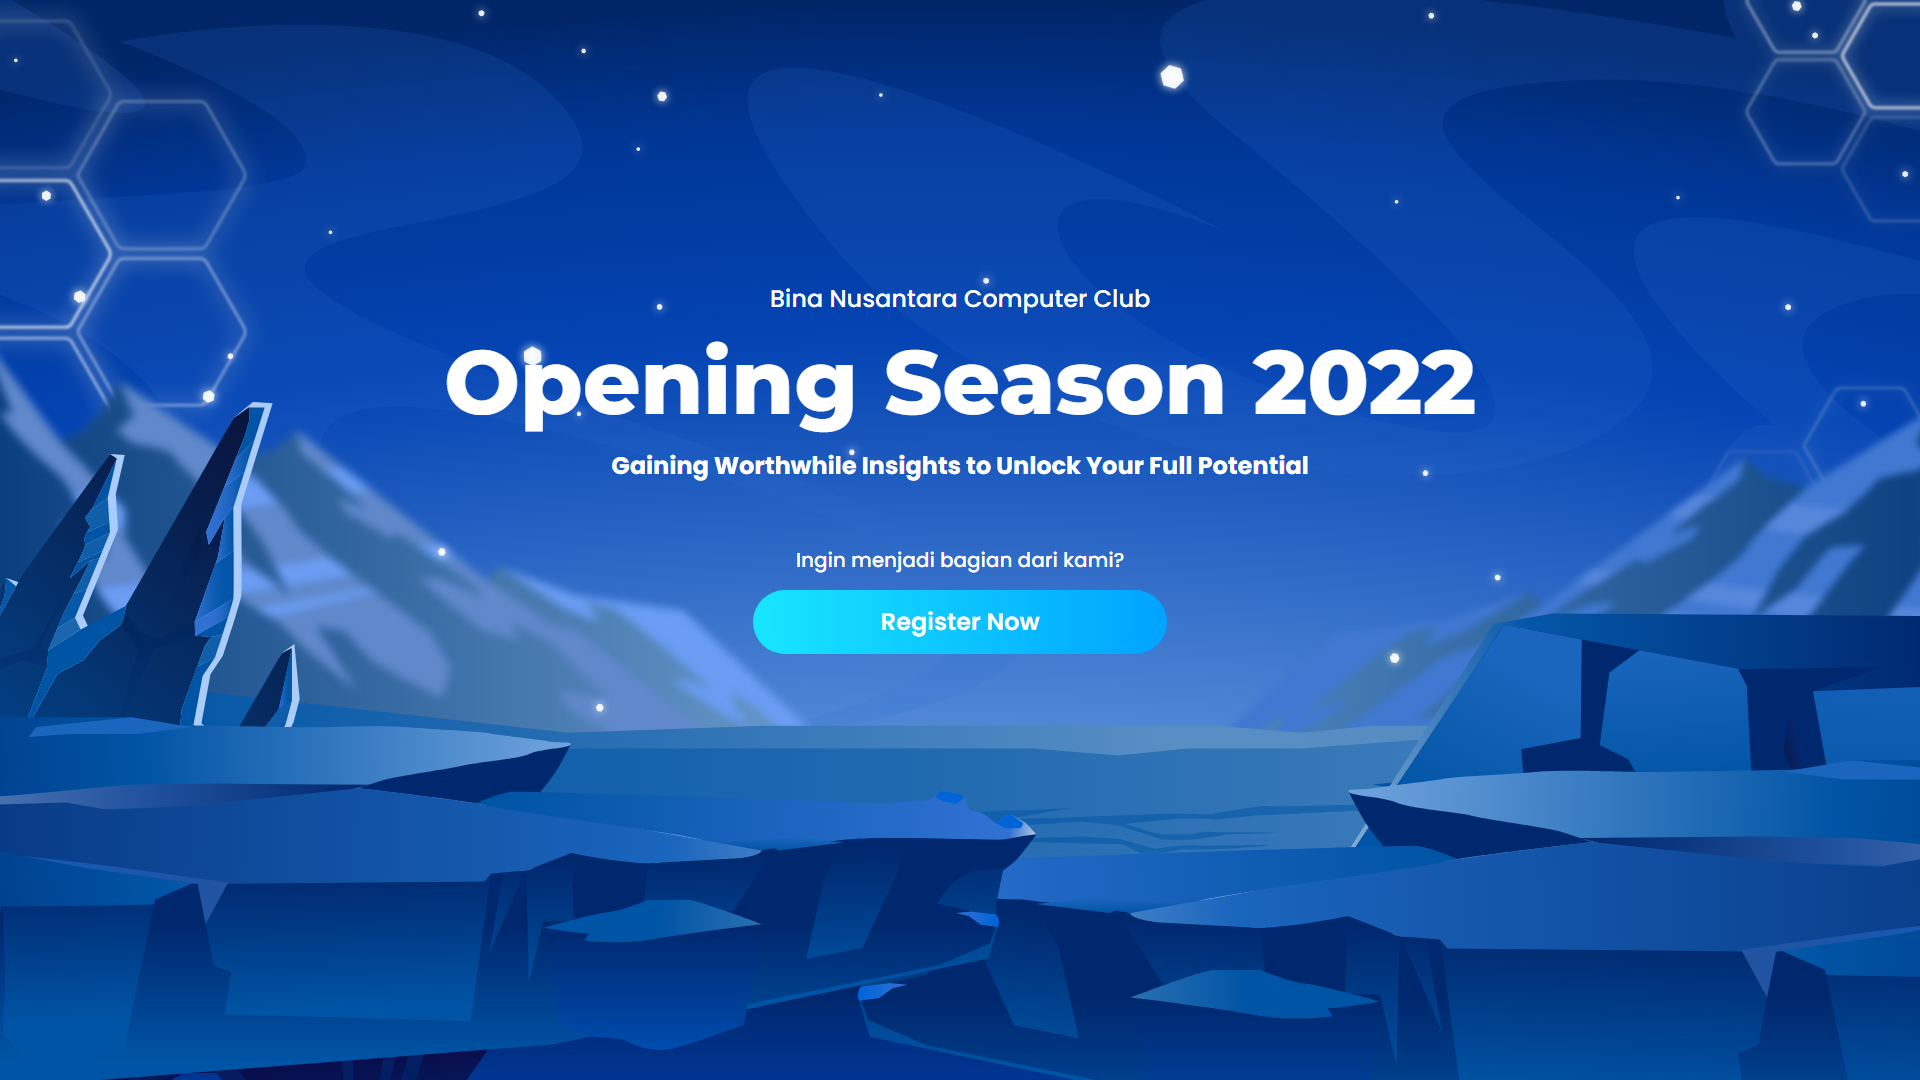 Bina Nusantara Computer Club
Opening Season 2022
Gaining Worthwhile Insights to Unlock Your Full Potential
Ingin menjadi bagian dari kami?
Register Now